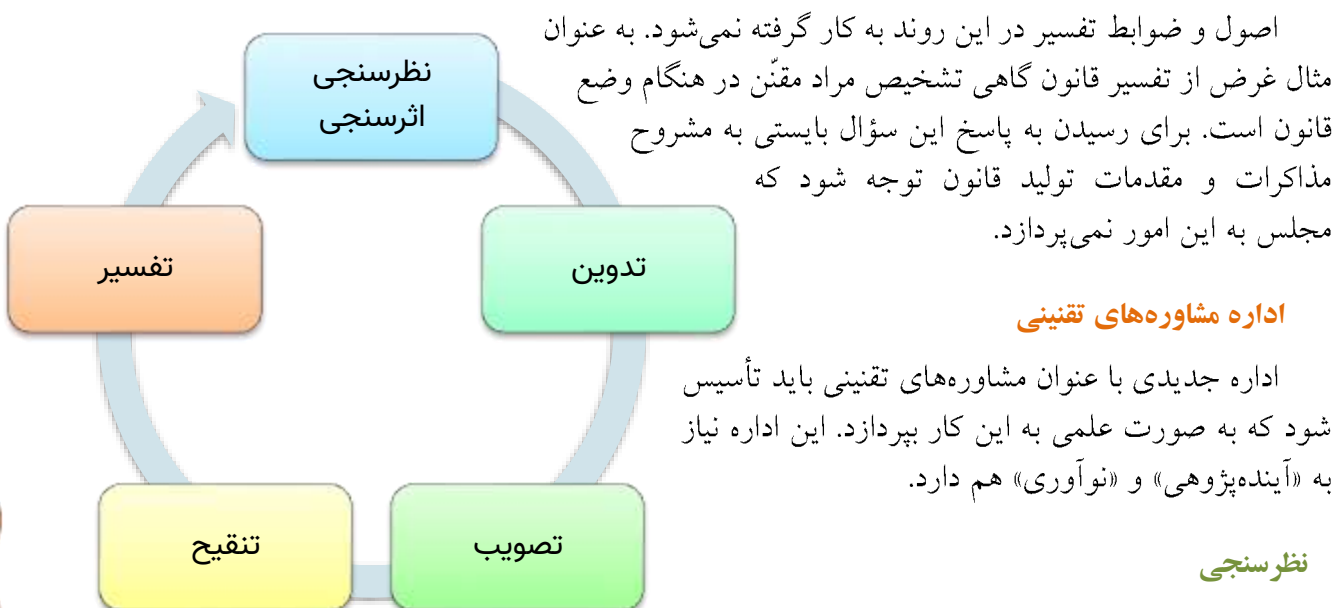 اصول و ضوابط تفسیر در این روند به کار گرفته نمی‌شود. به عنوان
مثال غرض از تفسیر قانون گاهی تشخیص مراد مقنّن در هنگام وضع
قانون است. برای رسیدن به پاسخ این سؤال بایستی به مشروح
مذاکرات و مقدمات تولید قانون توجه شود که
مجلس به این امور نمی‌پردازد.
اداره مشاوره‌های تقنینی
اداره جدیدی با عنوان مشاوره‌های تقنینی باید تأسیس
شود که به صورت علمی به این کار بپردازد. این اداره نیاز
به «آینده‌پژوهی» و «نوآوری» هم دارد.
نظر سنجی
نظرسنجی
اثرسنجی
تدوین
تصویب
تنقیح
تفسیر